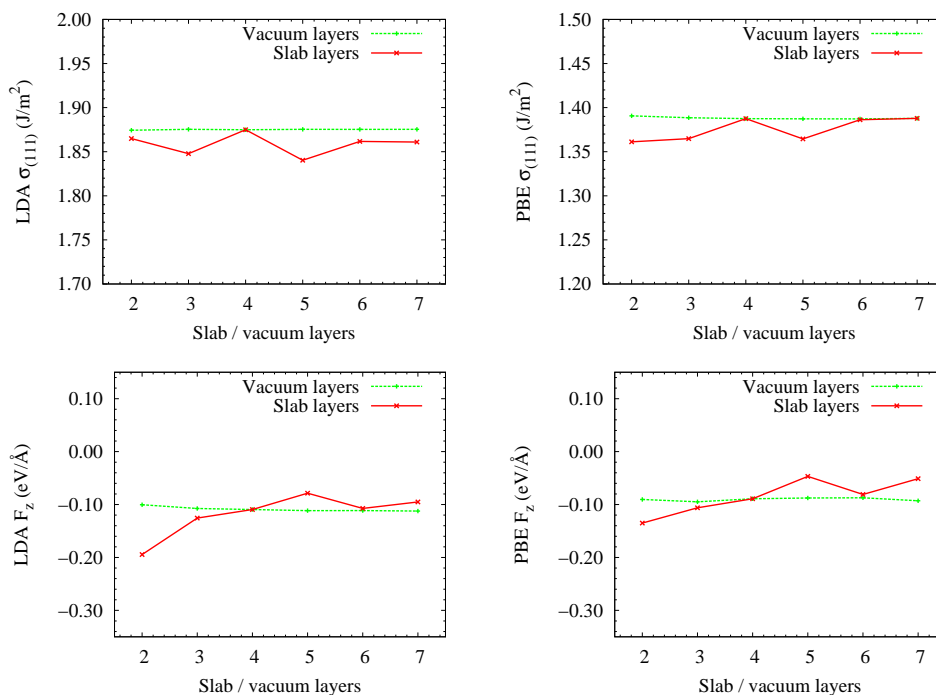 2.00
1.95
1.90
1.85
1.80
1.75
1.70
LDA σ(111) (J/m²)
Vacuum layers
Slab layers
2 3 4 5 6 7
Slab / vacuum layers
1.50
1.45
1.40
1.35
1.30
1.25
1.20
PBE σ(111) (J/m²)
Vacuum layers
Slab layers
2 3 4 5 6 7
Slab / vacuum layers
0.10
0.00
−0.10
−0.20
−0.30
LDA Fz (eV/Å)
Vacuum layers
Slab layers
2 3 4 5 6 7
Slab / vacuum layers
0.10
0.00
−0.10
−0.20
−0.30
PBE Fz (eV/Å)
Vacuum layers
Slab layers
2 3 4 5 6 7
Slab / vacuum layers